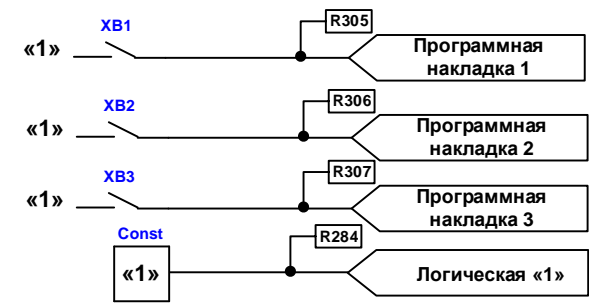 XB1
R305
«1»
Программная
накладка 1
XB2
R306
«1»
Программная
накладка 2
XB3
R307
«1»
Программная
накладка 3
Const
R284
«1»
Логическая «1»